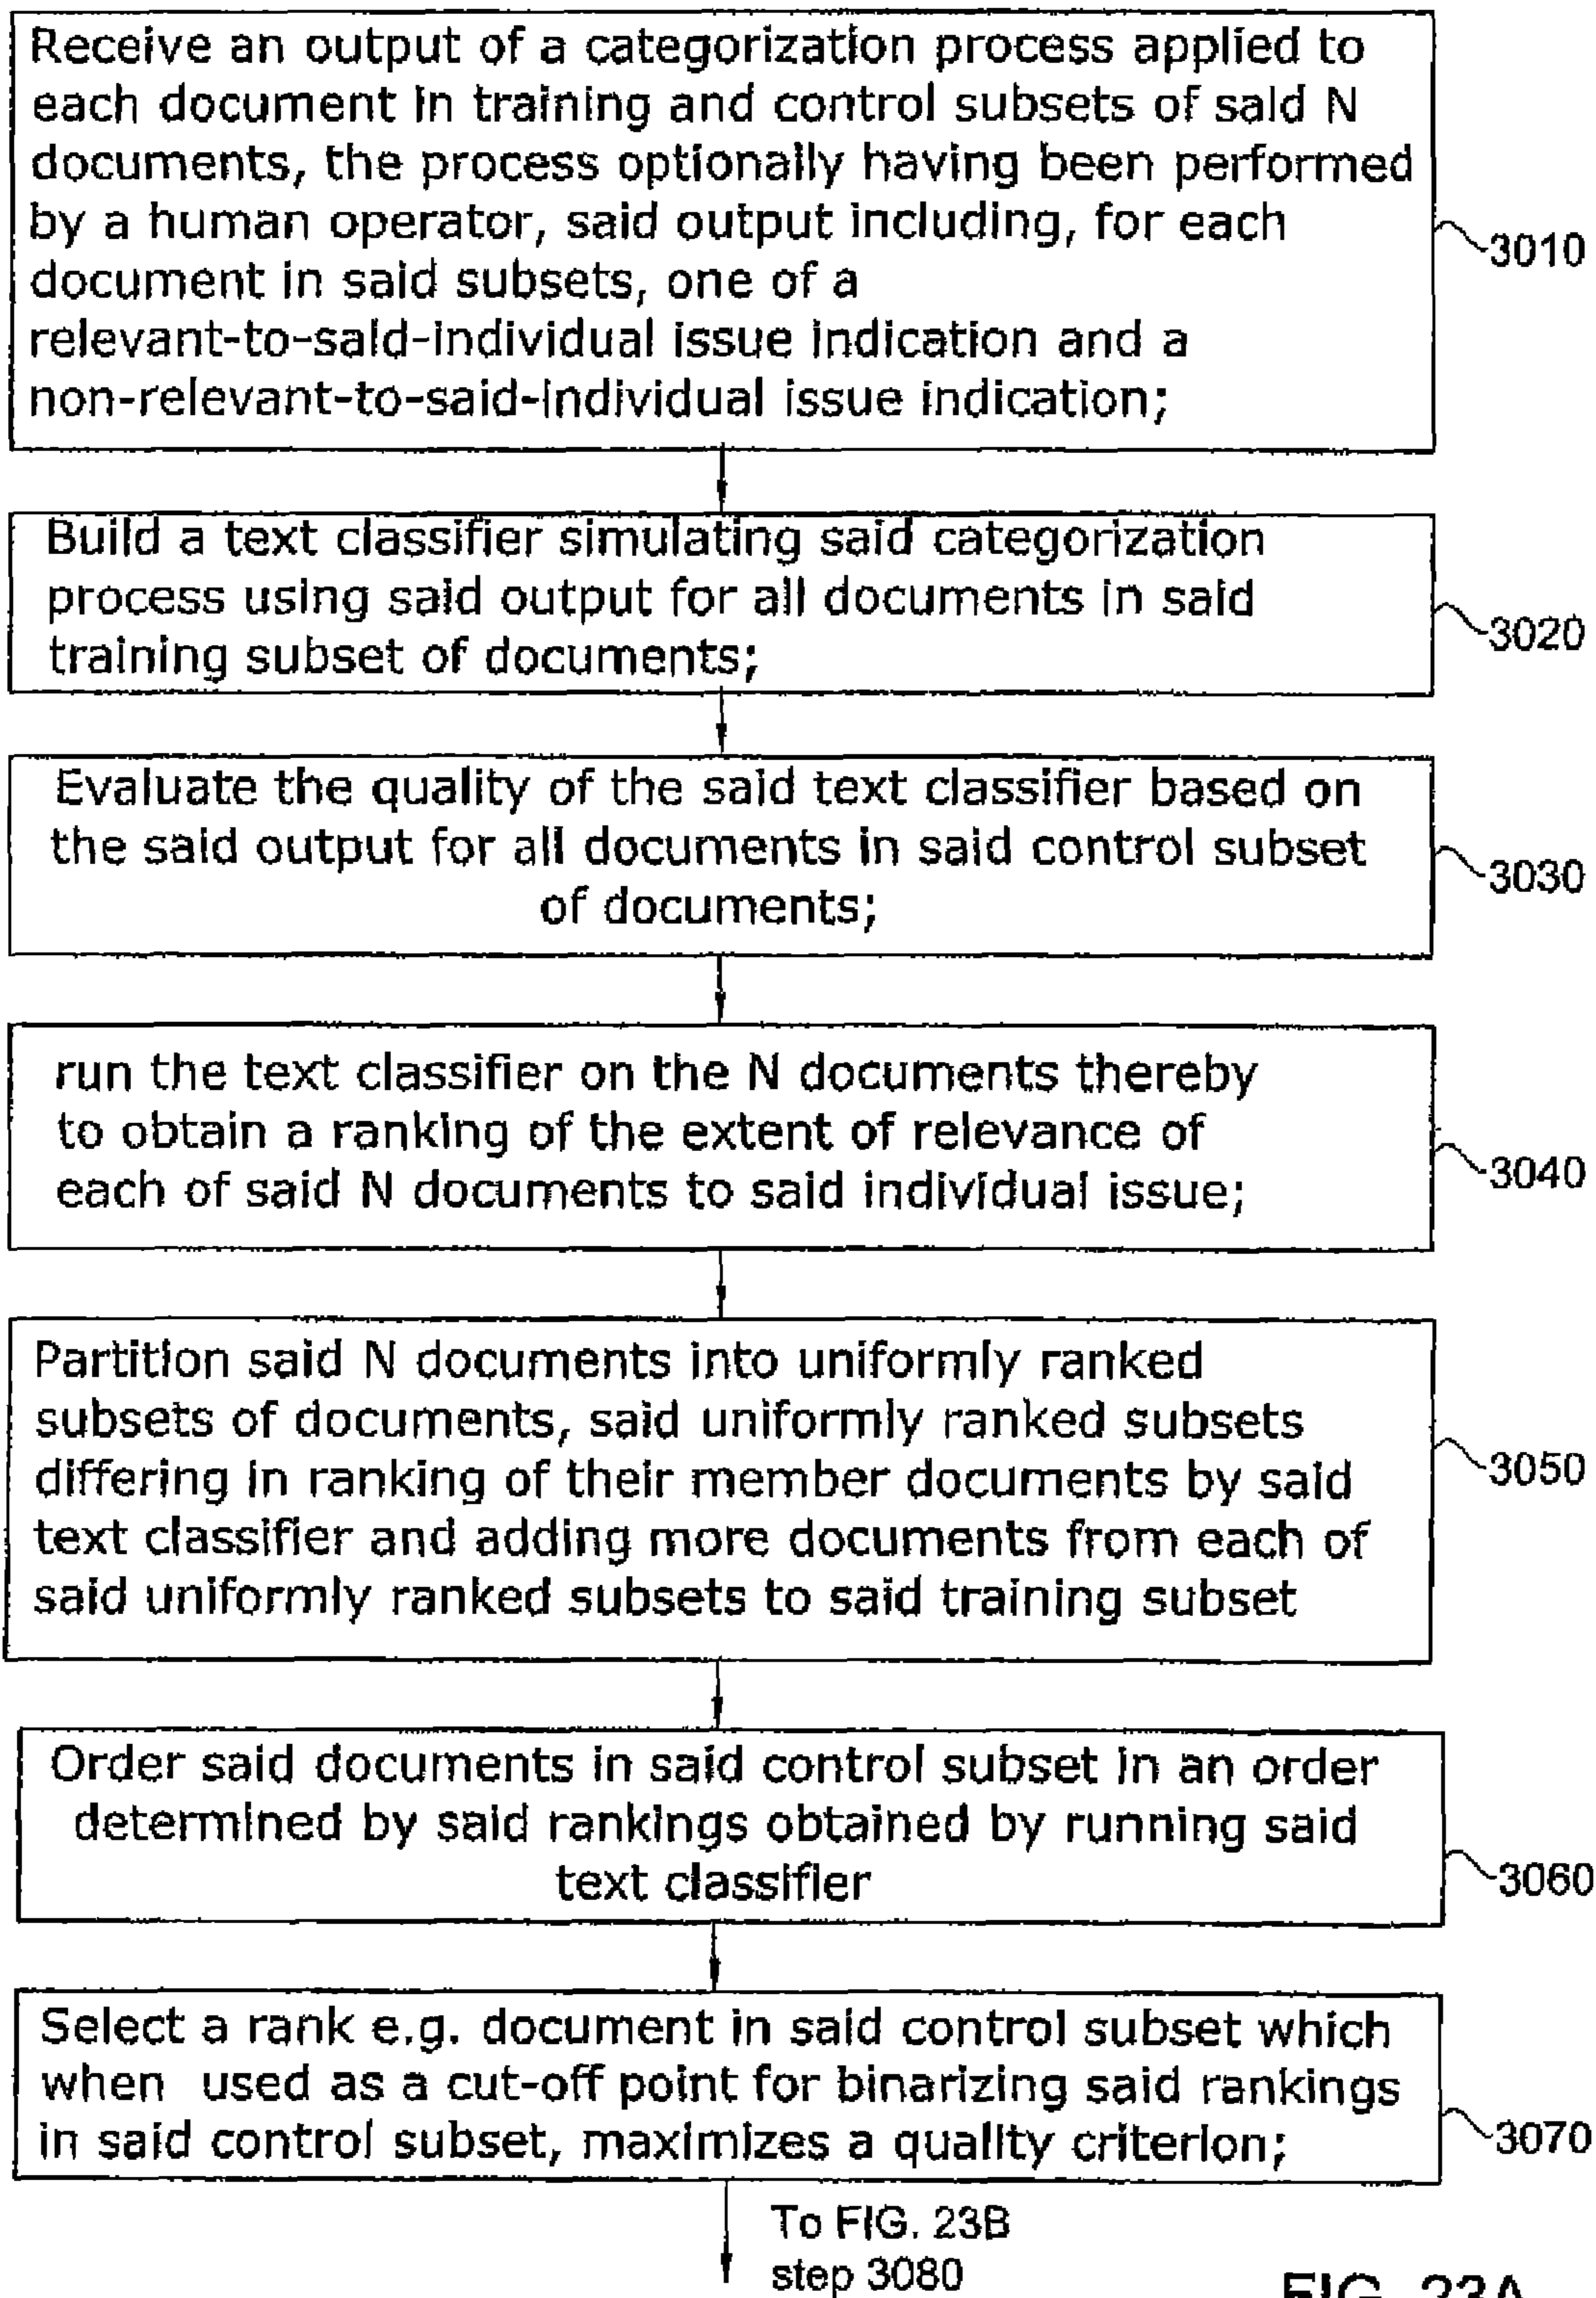 Receive an output of a categorization process applied to
each document in training and control subsets of said N
documents, the process optionally having been performed
by a human operator, said output including, for each
document in said subsets, one of a
relevant-to-said-individual issue indication and a
non-relevant-to-said-individual issue indication;
3010
Build a text classifier simulating said categorization
process using said output for all documents in said
training subset of documents;
3020
Evaluate the quality of the said text classifier based on
the said output for all documents in said control subset
of documents;
3030
run the text classifier on the N documents thereby
to obtain a ranking of the extent of relevance of
each of said N documents to said individual issue;
3040
Partition said N documents into uniformly ranked
subsets of documents, said uniformly ranked subsets
differing in ranking of their member documents by said
text classifier and adding more documents from each of
said uniformly ranked subsets to said training subset
3050
Order said documents in said control subset in an order
determined by said rankings obtained by running said
text classifier
3060
Select a rank e.g. document in said control subset which
when used as a cut-off point for binarizing said rankings
in said control subset, maximizes a quality criterion;
3070
To FIG. 23B
step 3080
FIG. 23A